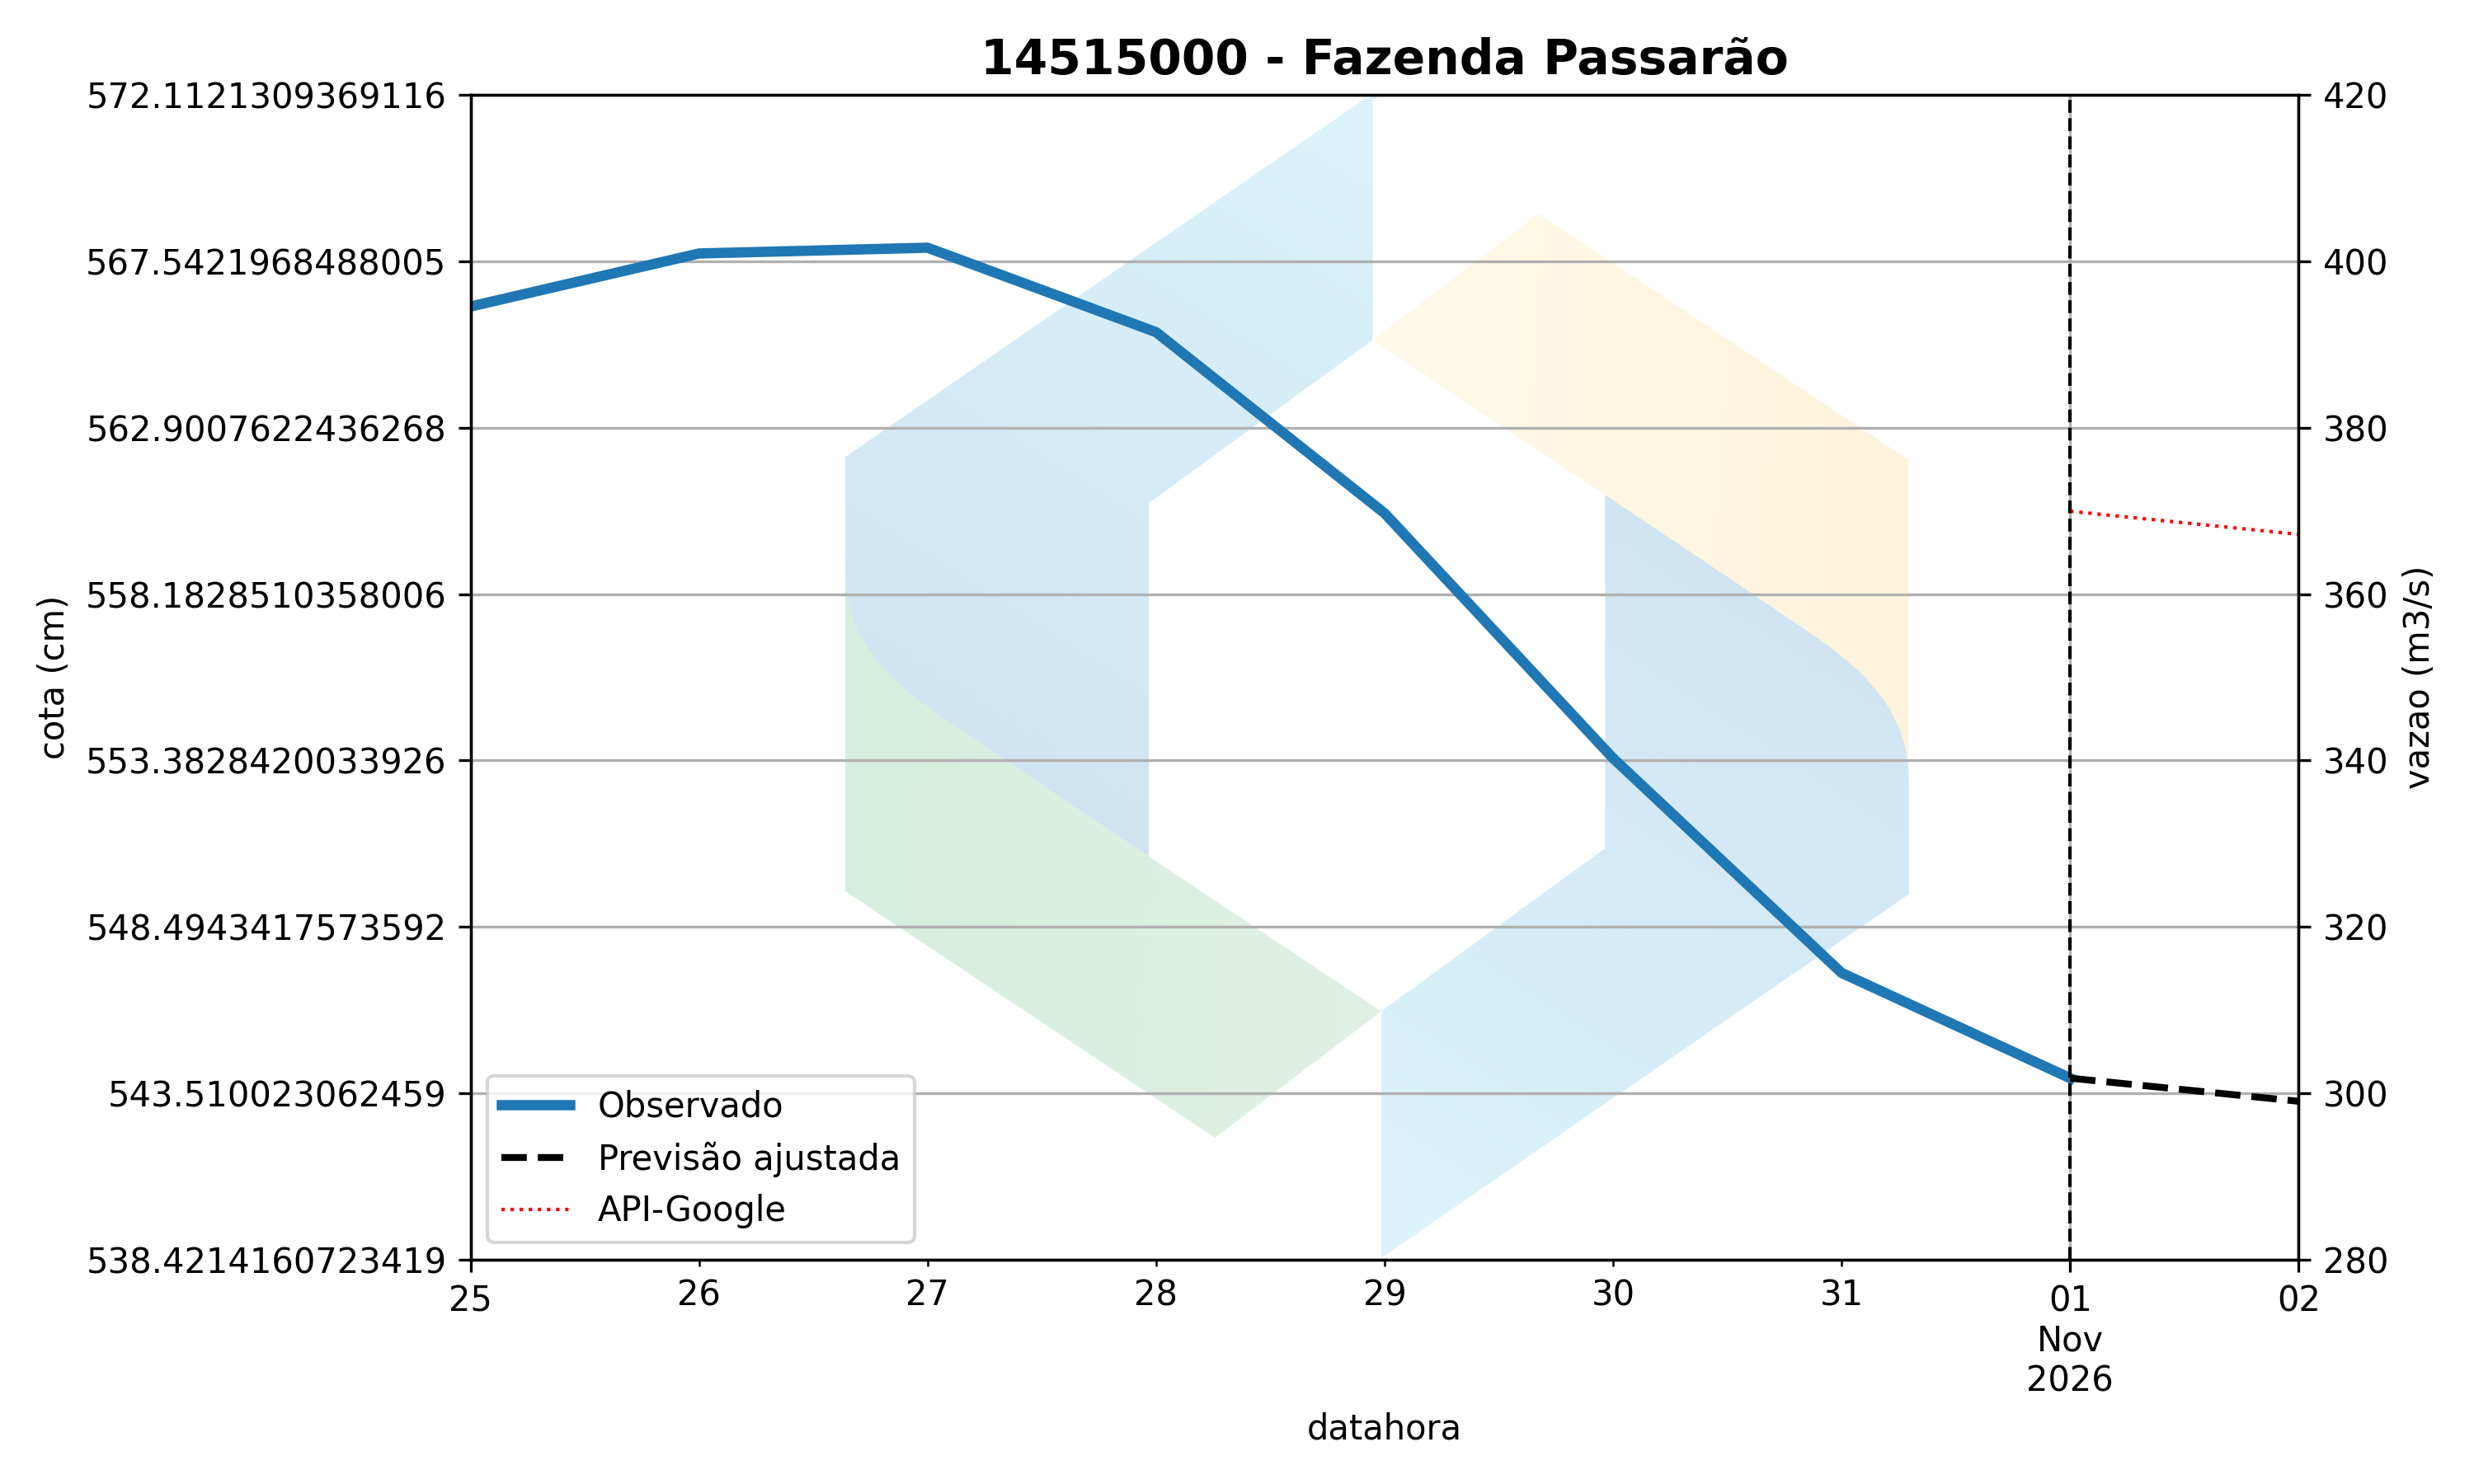 14515000 - Fazenda Passarão
572.1121309369116
567.5421968488005
562.9007622436268
558.1828510358006
553.3828420033926
548.4943417573592
543.510023062459
538.4214160723419
cota (cm)
420
400
380
360
340
320
300
280
vazao (m3/s)
Observado
Previsão ajustada
API-Google
25 26 27 28 29 30 31 01 02
Nov
2026
datahora